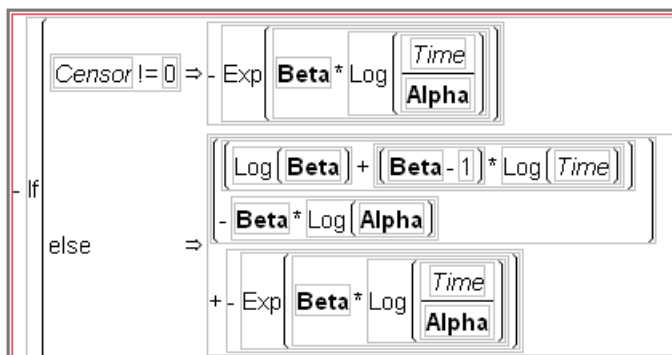 - If
Censor != 0 ⇒ - Exp ( Beta * Log ( Time / Alpha ) )
else ⇒ ( ( Log ( Beta ) + ( Beta - 1 ) * Log ( Time ) )
- Beta * Log ( Alpha ) )
+ - Exp ( Beta * Log ( Time / Alpha ) )